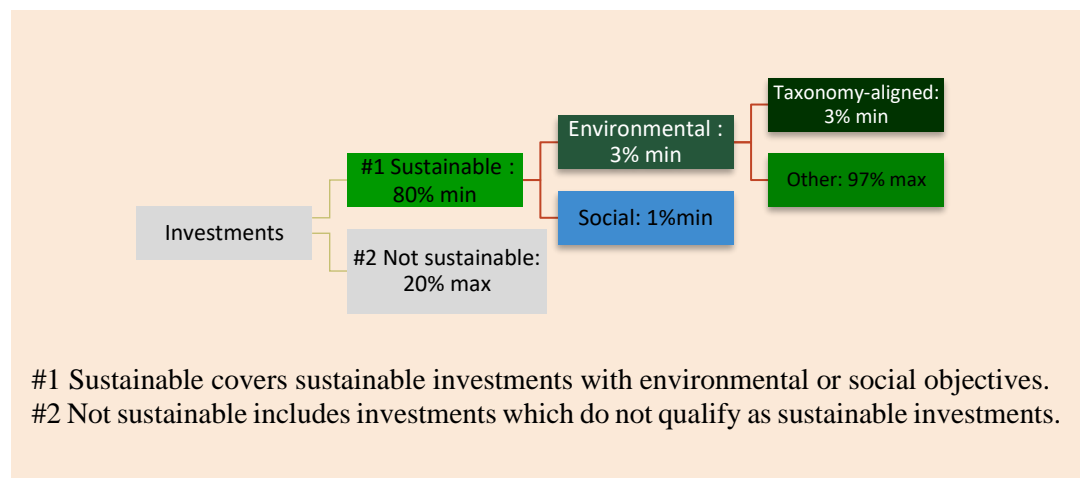 Taxonomy-aligned:
3% min
Environmental :
3% min
#1 Sustainable :
80% min
Other: 97% max
Social: 1%min
Investments
#2 Not sustainable:
20% max
#1 Sustainable covers sustainable investments with environmental or social objectives.
#2 Not sustainable includes investments which do not qualify as sustainable investments.